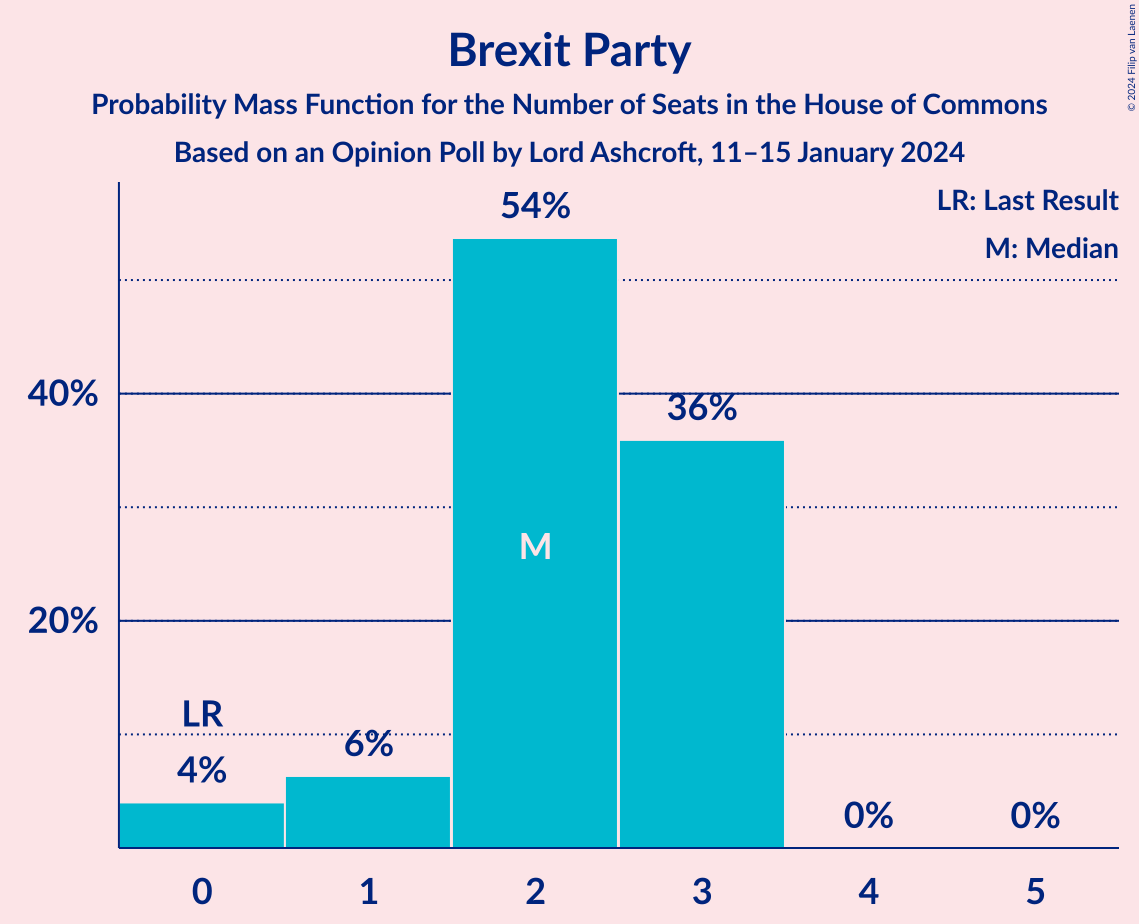 Brexit Party
Probability Mass Function for the Number of Seats in the House of Commons
Based on an Opinion Poll by Lord Ashcroft, 11–15 January 2024
© 2024 Filip van Laenen
LR: Last Result
M: Median
54%
40%
36%
M
20%
LR
6%
4%
0%
0%
0
1
2
3
4
5